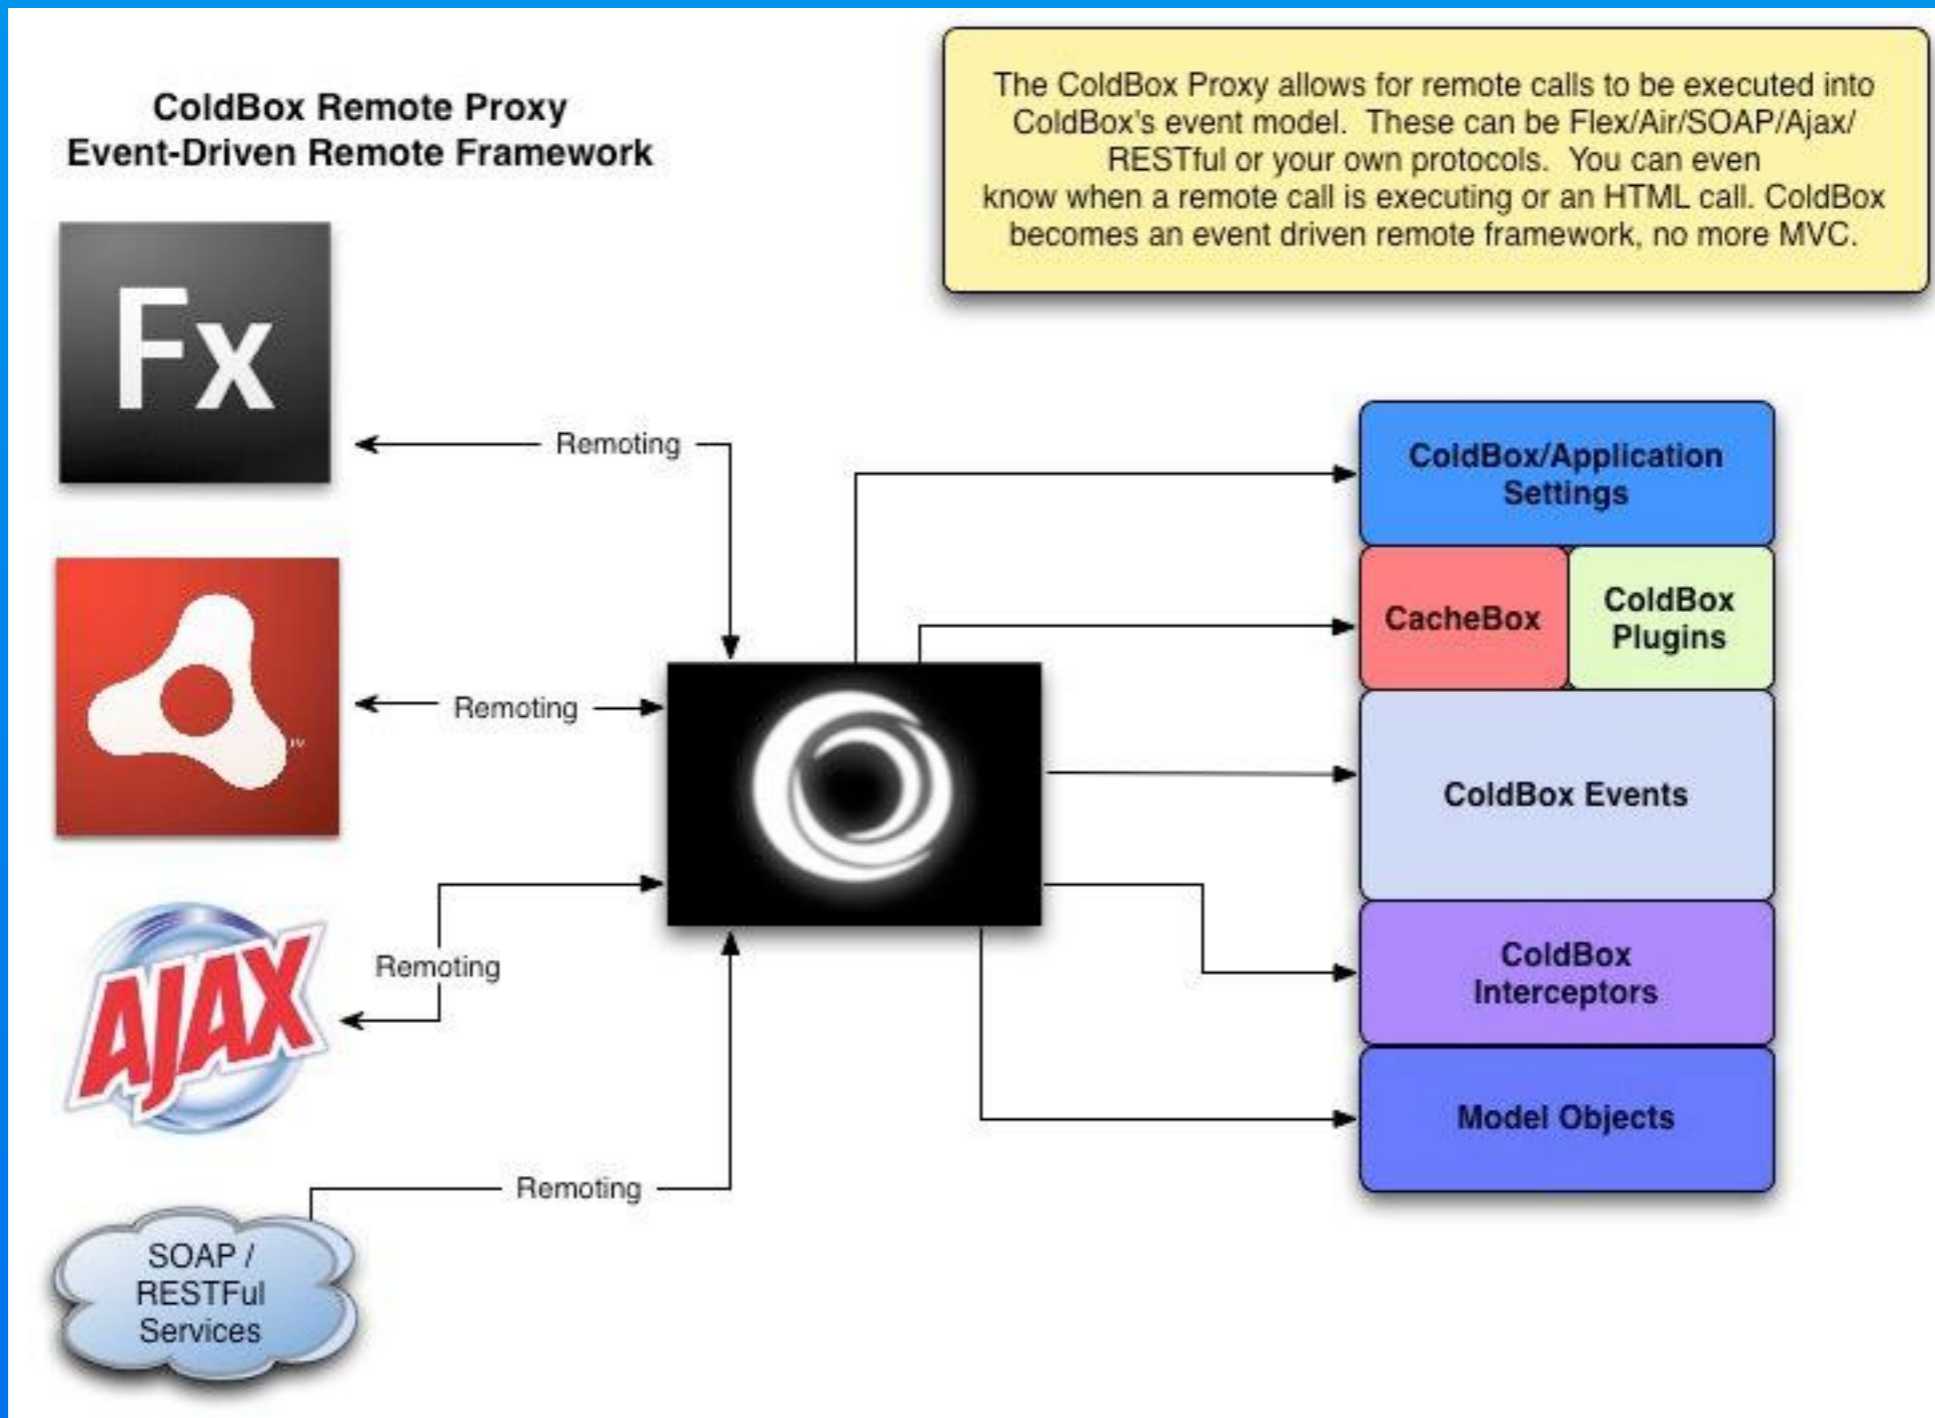 ColdBox Remote Proxy
Event-Driven Remote Framework
The ColdBox Proxy allows for remote calls to be executed into
ColdBox's event model.  These can be Flex/Air/SOAP/Ajax/
RESTful or your own protocols.  You can even
know when a remote call is executing or an HTML call. ColdBox
becomes an event driven remote framework, no more MVC.
Fx
Remoting
ColdBox/Application
Settings
CacheBox
ColdBox
Plugins
Remoting
TM
ColdBox Events
AJAX
Remoting
ColdBox
Interceptors
Model Objects
Remoting
SOAP /
RESTFul
Services